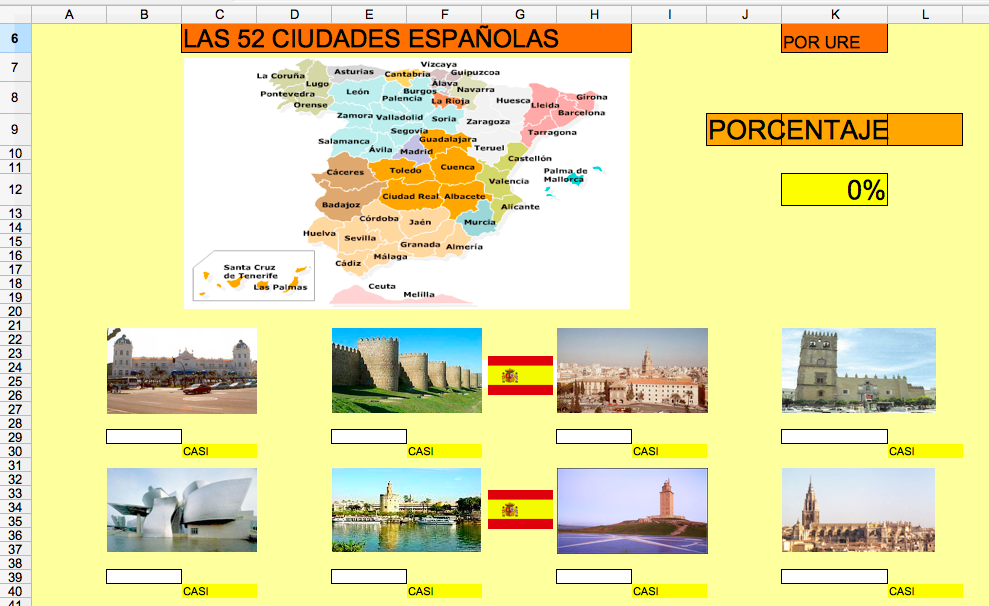 A B C D E F G H I J K L
6 LAS 52 CIUDADES ESPAÑOLAS POR URE
7
8
9 PORCENTAJE
10
11
12 0%
13
14
15
16
17
18
19
20
21
22
23
24
25
26
27
28
29
30 CASI CASI CASI CASI
31
32
33
34
35
36
37
38
39
40 CASI CASI CASI CASI
41
Vizcaya
La Coruña Asturias Cantabria Guipuzcoa
Lugo Álava
Pontevedra León Burgos Navarra
Orense Palencia La Rioja Huesca Lleida Girona
Barcelona
Zamora Valladolid Soria Zaragoza
Segovia Tarragona
Salamanca Guadalajara
Ávila Madrid Teruel
Castellón
Cáceres Toledo Cuenca Palma de
Mallorca
Valencia
Ciudad Real Albacete
Badajoz Alicante
Córdoba Jaén Murcia
Huelva Sevilla
Granada Almería
Málaga
Cádiz
Santa Cruz
de Tenerife
Las Palmas Ceuta
Melilla